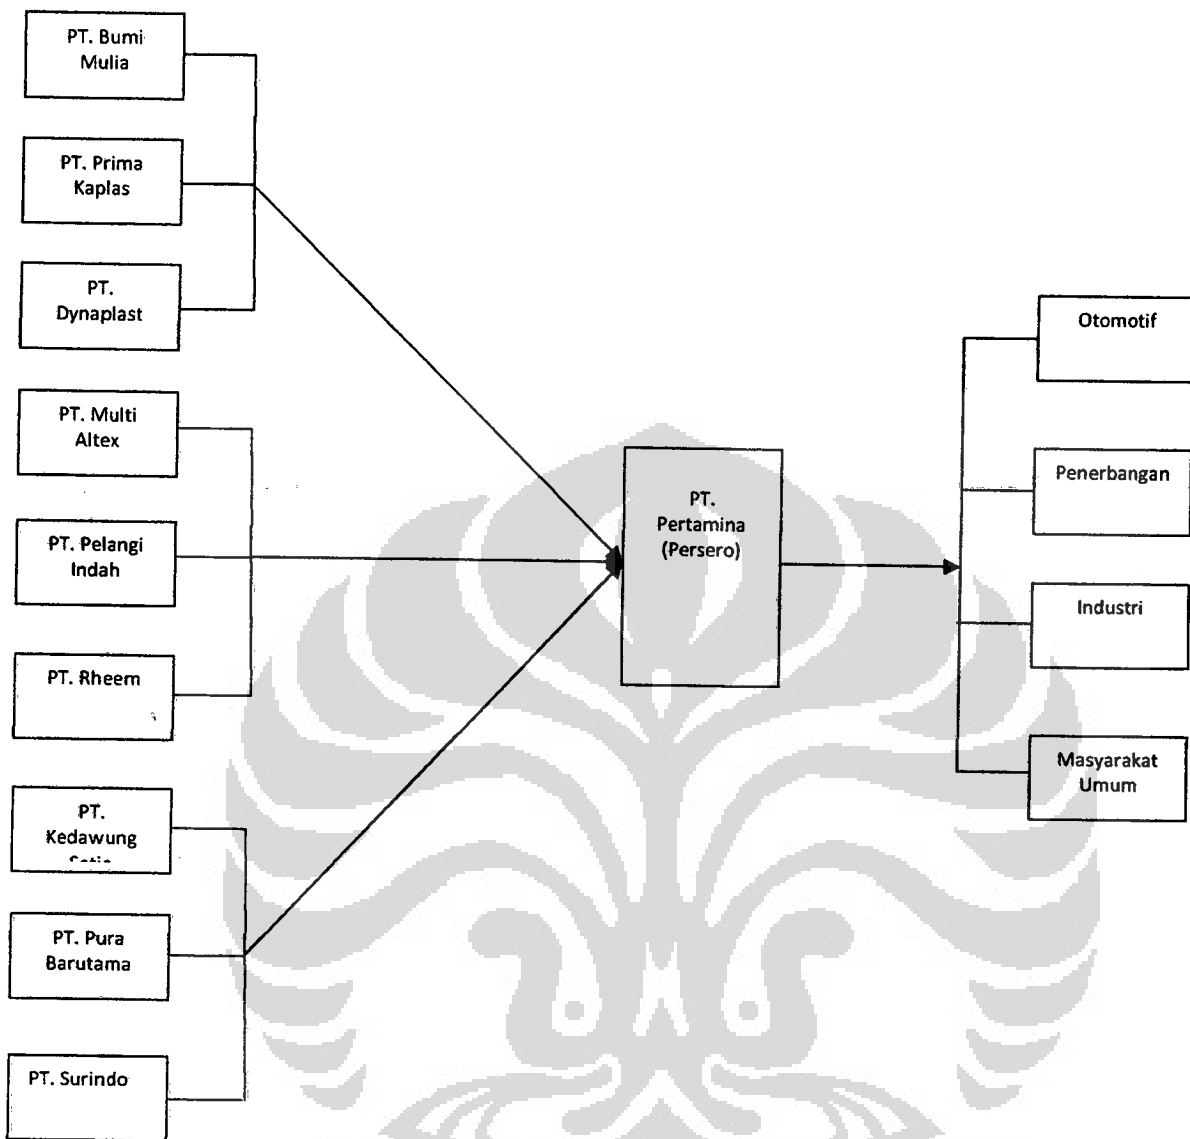 PT. Bumi
Mulia
PT. Prima
Kaplas
PT.
Dynaplast
PT. Multi
Altex
PT. Pelangi
Indah
PT. Rheem
PT.
Kedawung
PT. Pura
Barutama
PT. Surindo
PT.
Pertamina
(Persero)
Otomotif
Penerbangan
Industri
Masyarakat
Umum